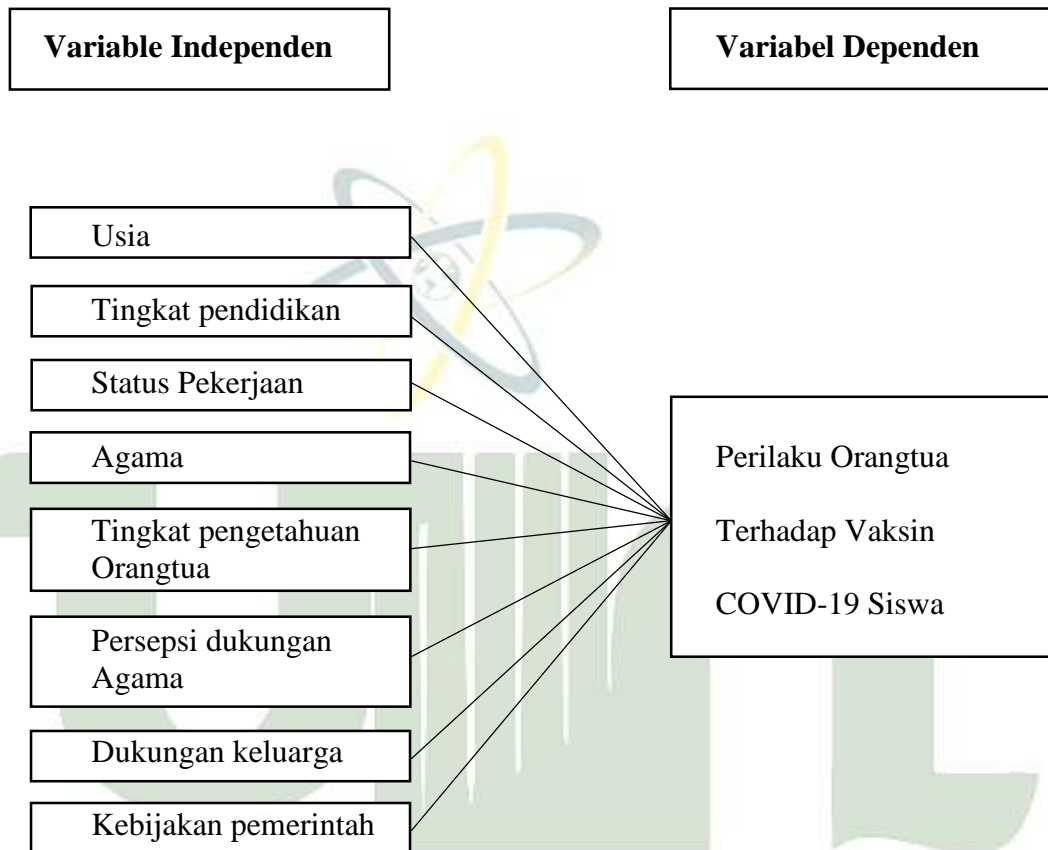 Variable Independen
Variabel Dependen
Usia
Tingkat pendidikan
Status Pekerjaan
Agama
Tingkat pengetahuan
Orangtua
Persepsi dukungan
Agama
Dukungan keluarga
Kebijakan pemerintah
Perilaku Orangtua
Terhadap Vaksin
COVID-19 Siswa